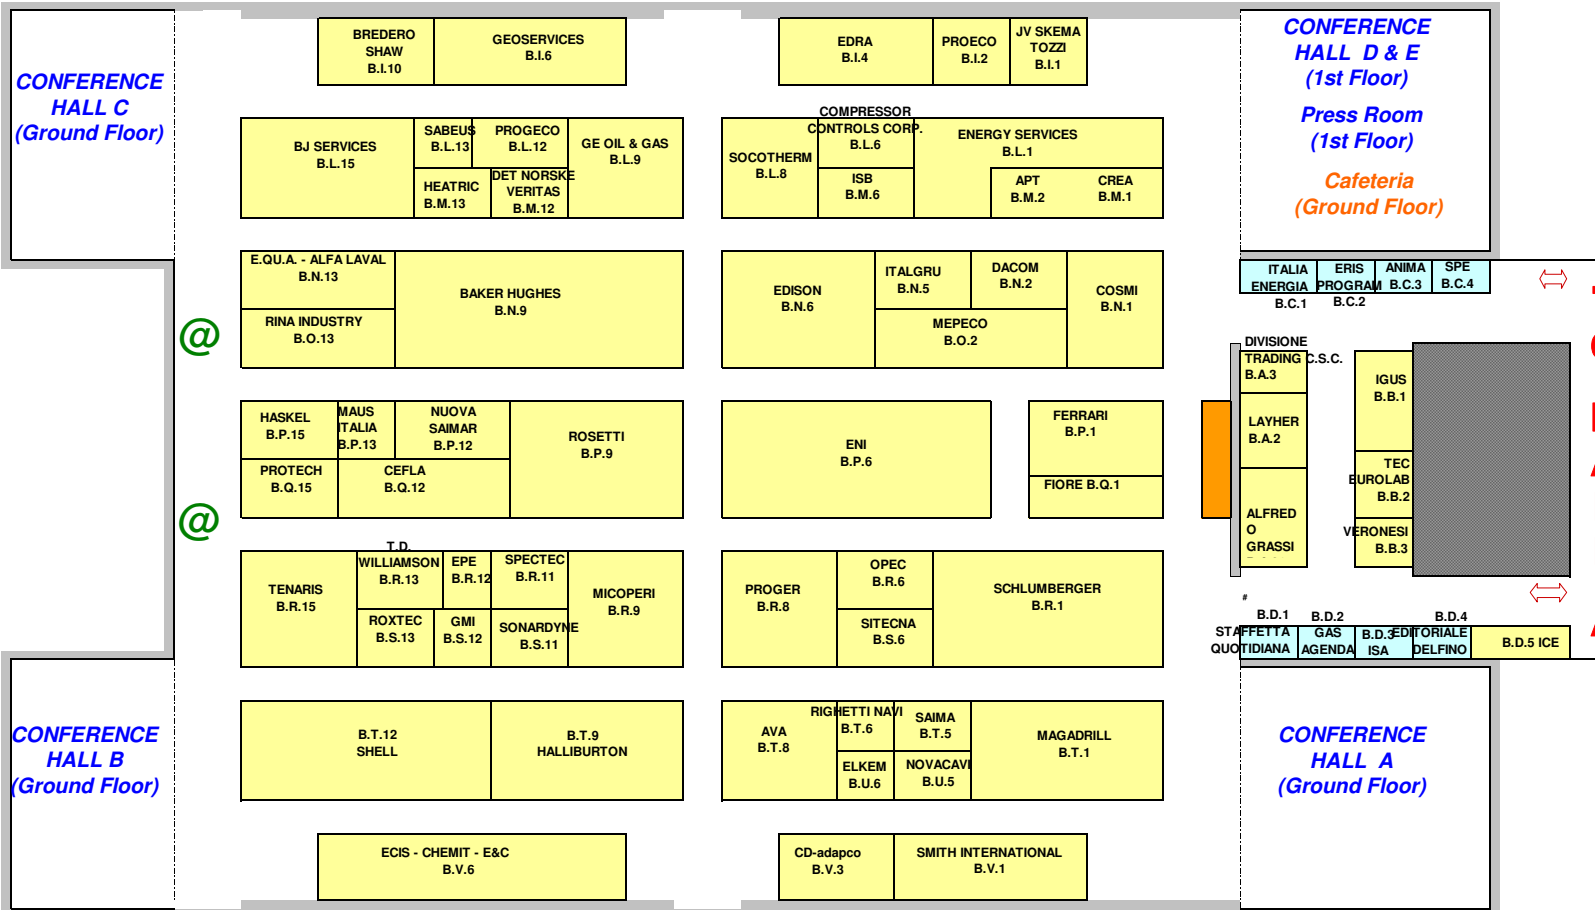 CONFERENCE
HALL C
(Ground Floor)
BREDERO
SHAW
B.I.10
GEOSERVICES
B.I.6
EDRA
B.I.4
PROECO
B.I.2
JV SKEMA
TOZZI
B.I.1
CONFERENCE
HALL D & E
(1st Floor)
Press Room
(1st Floor)
Cafeteria
(Ground Floor)
BJ SERVICES
B.L.15
SABEUS
B.L.13
PROGECO
B.L.12
GE OIL & GAS
B.L.9
HEATRIC
B.M.13
DET NORSKE
VERITAS
B.M.12
SOCOTHERM
B.L.8
COMPRESSOR
CONTROLS CORP.
B.L.6
ISB
B.M.6
ENERGY SERVICES
B.L.1
APT
B.M.2
CREA
B.M.1
E.QU.A. - ALFA LAVAL
B.N.13
RINA INDUSTRY
B.O.13
BAKER HUGHES
B.N.9
EDISON
B.N.6
ITALGRU
B.N.5
DACOM
B.N.2
MEPECO
B.O.2
COSMI
B.N.1
ITALIA
ENERGIA
B.C.1
ERIS
PROGRAM
B.C.2
ANIMA
B.C.3
SPE
B.C.4
@
DIVISIONE
TRADING C.S.C.
B.A.3
LAYHER
B.A.2
ALFRED
O
GRASSI
IGUS
B.B.1
TEC
EUROLAB
B.B.2
VERONESI
B.B.3
HASKEL
B.P.15
MAUS
ITALIA
B.P.13
NUOVA
SAIMAR
B.P.12
ROSETTI
B.P.9
PROTECH
B.Q.15
CEFLA
B.Q.12
ENI
B.P.6
FERRARI
B.P.1
FIORE B.Q.1
@
TENARIS
B.R.15
T.D.
WILLIAMSON
B.R.13
EPE
B.R.12
SPECTEC
B.R.11
MICOPERI
B.R.9
ROXTEC
B.S.13
GMI
B.S.12
SONARDYNE
B.S.11
PROGER
B.R.8
OPEC
B.R.6
SITECNA
B.S.6
SCHLUMBERGER
B.R.1
#
B.D.1
STAFFETTA
QUOTIDIANA
B.D.2
GAS
AGENDA
B.D.3
ISA
B.D.4
EDITORIALE
DELFINO
B.D.5 ICE
CONFERENCE
HALL B
(Ground Floor)
B.T.12
SHELL
B.T.9
HALLIBURTON
AVA
B.T.8
RIGHETTI NAVI
B.T.6
SAIMA
B.T.5
ELKEM
B.U.6
NOVACAVI
B.U.5
MAGADRILL
B.T.1
CONFERENCE
HALL A
(Ground Floor)
ECIS - CHEMIT - E&C
B.V.6
CD-adapco
B.V.3
SMITH INTERNATIONAL
B.V.1